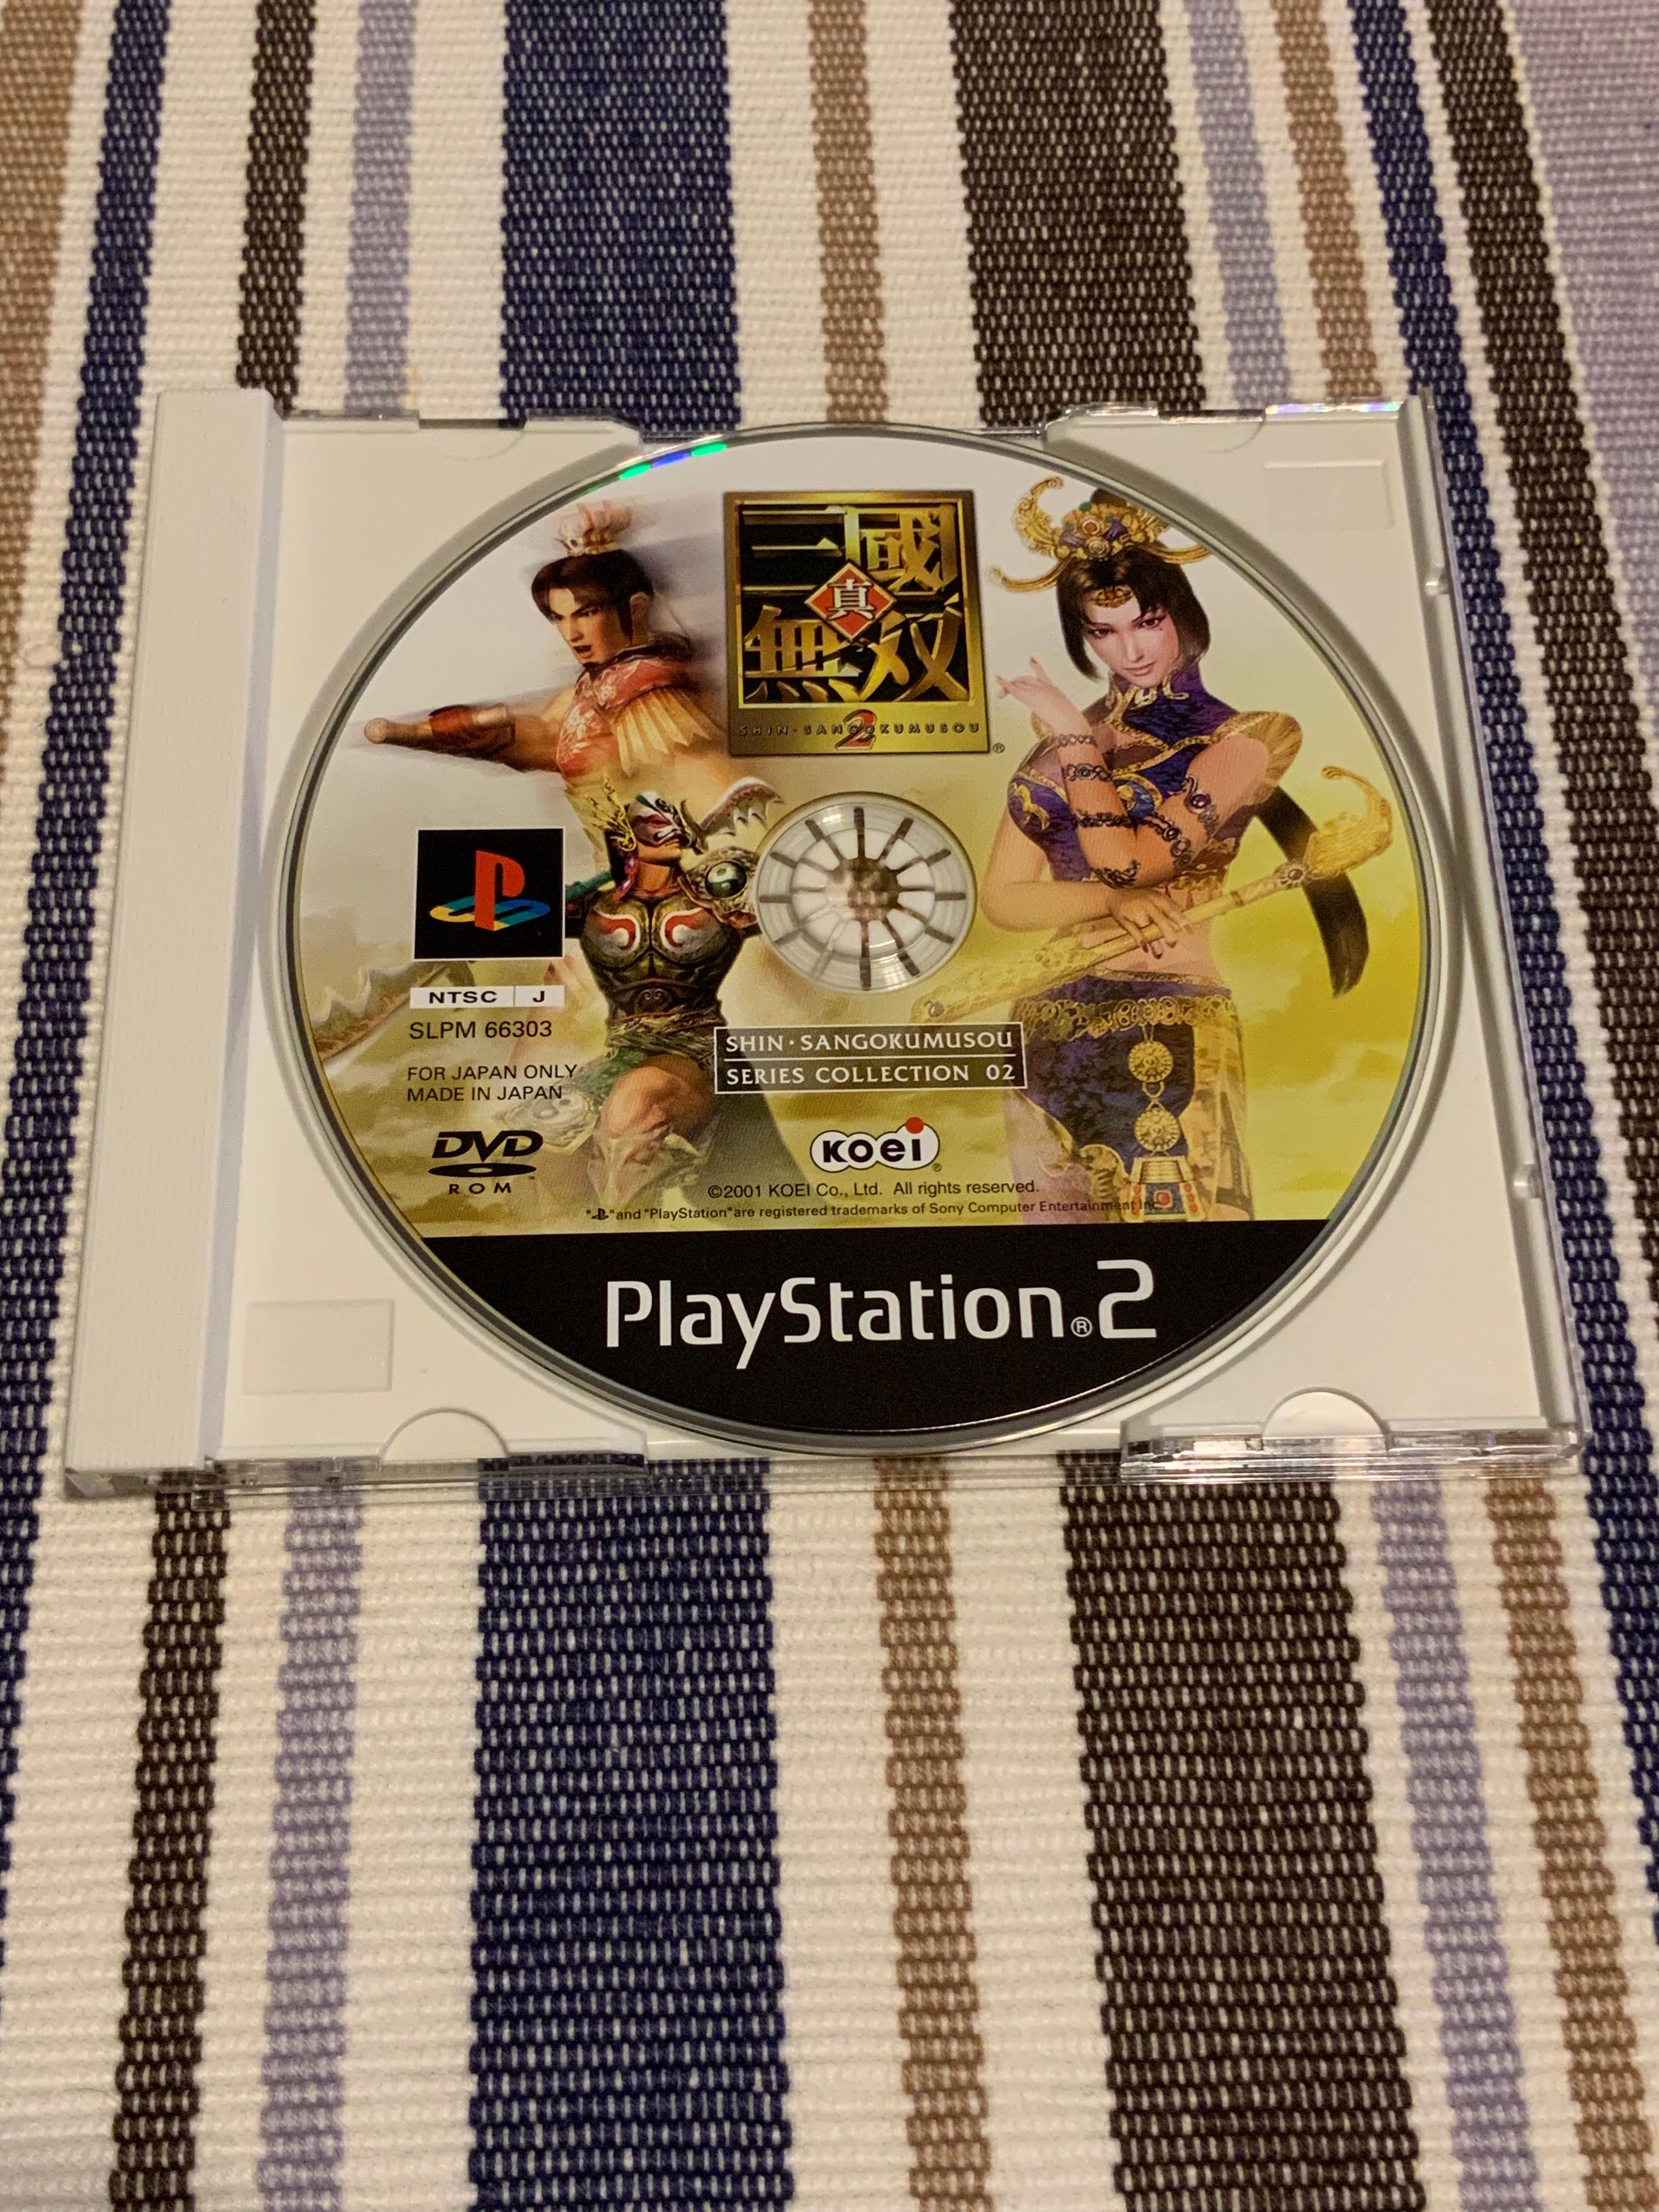 三國
真
無双
SHIN·SANGOKUMUSOU
2
®
NTSC J
SLPM 66303
FOR JAPAN ONLY
MADE IN JAPAN
DVD
ROM
SHIN·SANGOKUMUSOU
SERIES COLLECTION 02
KOEI®
©2001 KOEI Co., Ltd. All rights reserved.
" "and "PlayStation"are registered trademarks of Sony Computer Entertainment Inc.
PlayStation®2